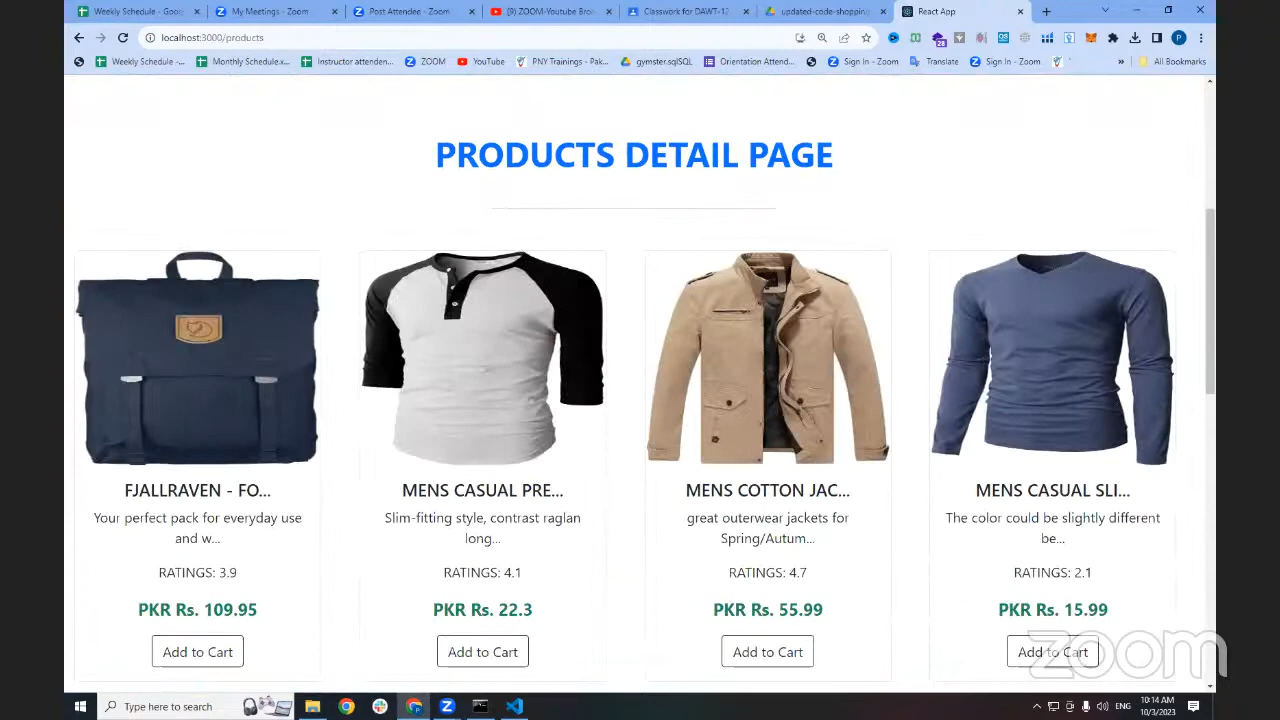 Weekly Schedule - Goog
My Meetings - Zoom
Post Attendee - Zoom
(9) ZOOM-Youtube Broa
Classwork for DAWT-12
updated-code-shopping
React App
localhost:3000/products
28
P
Weekly Schedule -...
Monthly Schedule.x...
Instructor attenden...
ZOOM
YouTube
PNY Trainings - Pak...
gymster.sqlSQL
Orientation Attend...
Sign In - Zoom
Translate
Sign In - Zoom
»
All Bookmarks
PRODUCTS DETAIL PAGE
FJALLRAVEN - FO...
Your perfect pack for everyday use
and w...
RATINGS: 3.9
PKR Rs. 109.95
Add to Cart
MENS CASUAL PRE...
Slim-fitting style, contrast raglan
long...
RATINGS: 4.1
PKR Rs. 22.3
Add to Cart
MENS COTTON JAC...
great outerwear jackets for
Spring/Autum...
RATINGS: 4.7
PKR Rs. 55.99
Add to Cart
MENS CASUAL SLI...
The color could be slightly different
be...
RATINGS: 2.1
PKR Rs. 15.99
Add to Cart
zoom
Type here to search
ENG
10:14 AM
10/3/2023